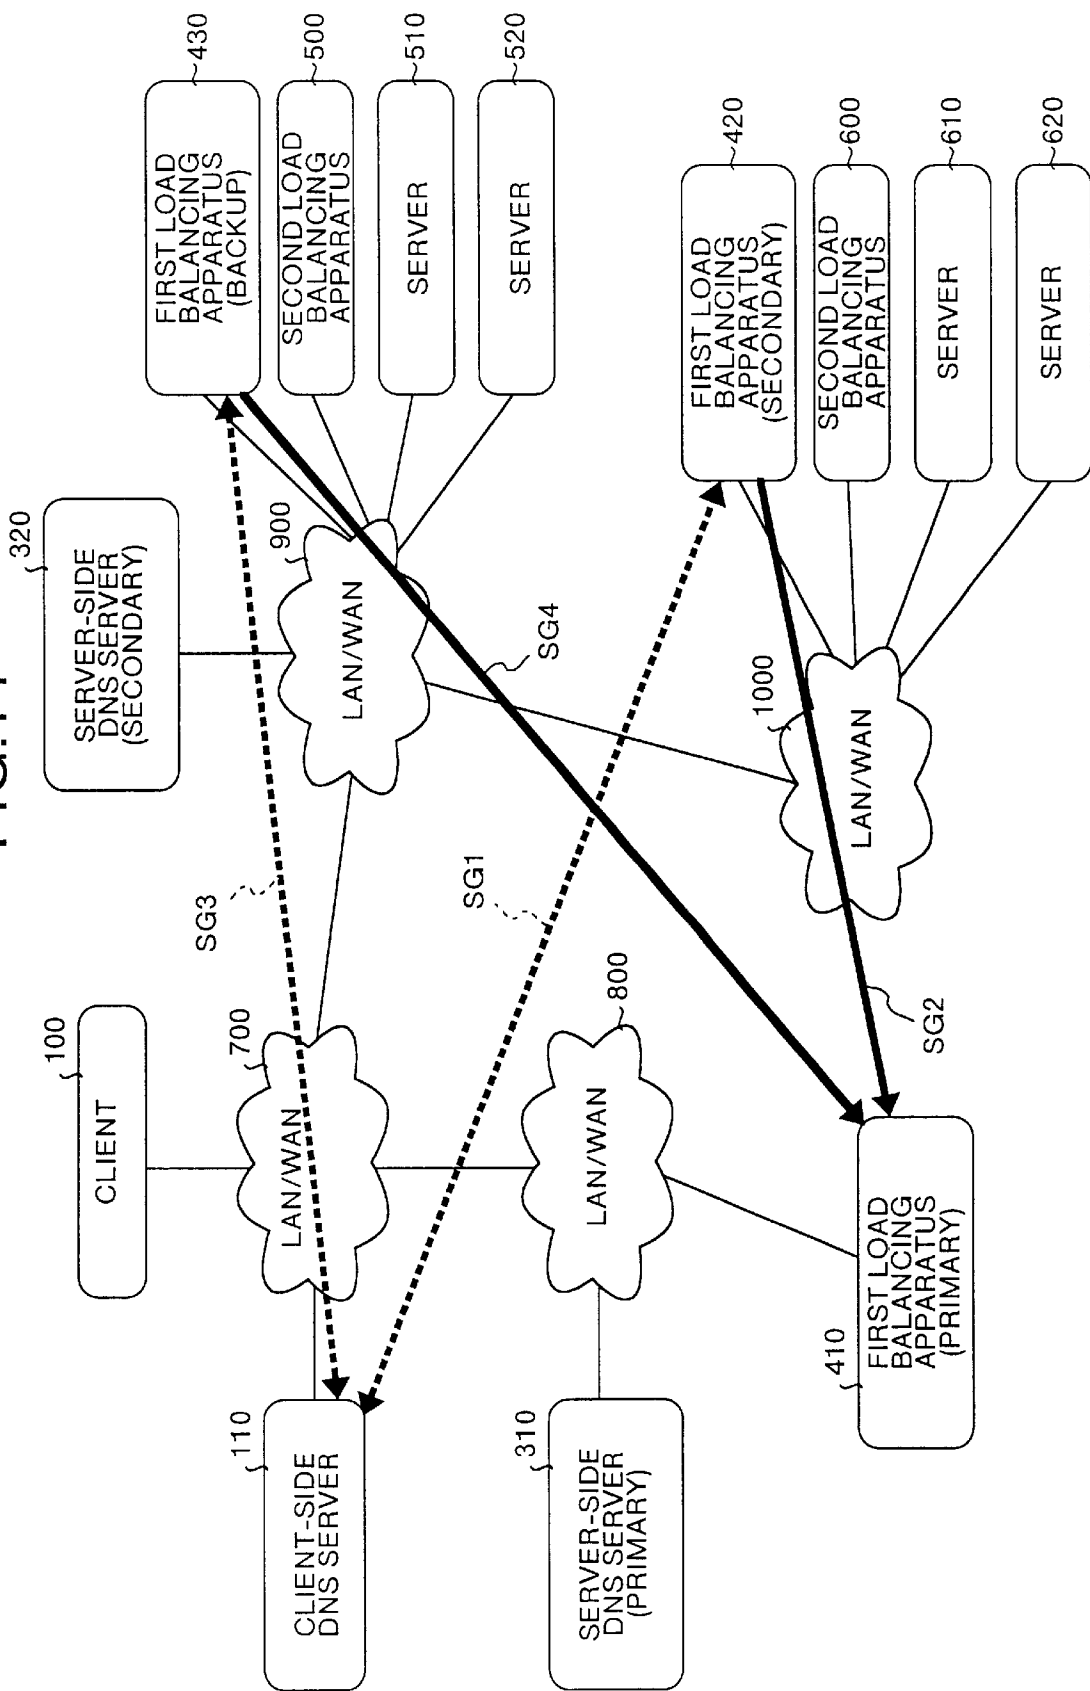 320
SERVER-SIDE
DNS SERVER
(SECONDARY)
100
CLIENT
430
FIRST LOAD
BALANCING
APPARATUS
(BACKUP)
SG3
700
LAN/WAN
900
LAN/WAN
500
SECOND LOAD
BALANCING
APPARATUS
110
CLIENT-SIDE
DNS SERVER
510
SERVER
SG1
SG4
520
SERVER
310
SERVER-SIDE
DNS SERVER
(PRIMARY)
800
LAN/WAN
420
FIRST LOAD
BALANCING
APPARATUS
(SECONDARY)
1000
LAN/WAN
600
SECOND LOAD
BALANCING
APPARATUS
410
FIRST LOAD
BALANCING
APPARATUS
(PRIMARY)
SG2
610
SERVER
620
SERVER